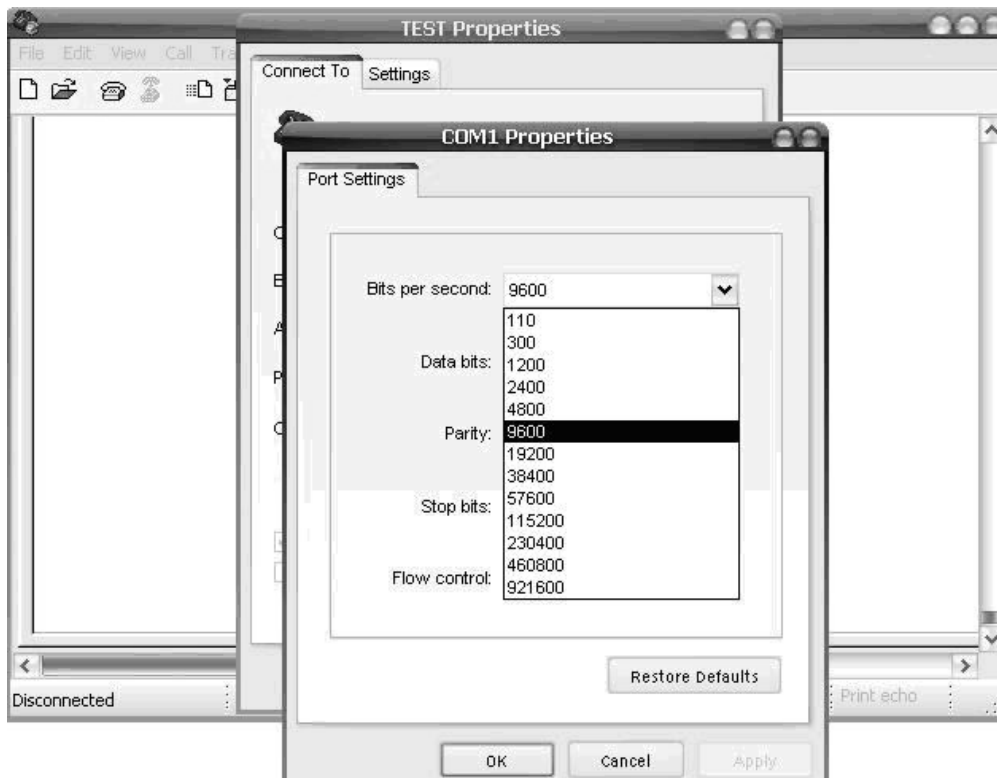 TEST Properties
File Edit View Call Tra
Connect To Settings
COM1 Properties
Port Settings
C
E
A
P
C
Bits per second: 9600
110
300
1200
2400
4800
9600
19200
38400
57600
115200
230400
460800
921600
Data bits:
Parity:
Stop bits:
Flow control:
Restore Defaults
Disconnected
Print echo
OK Cancel Apply